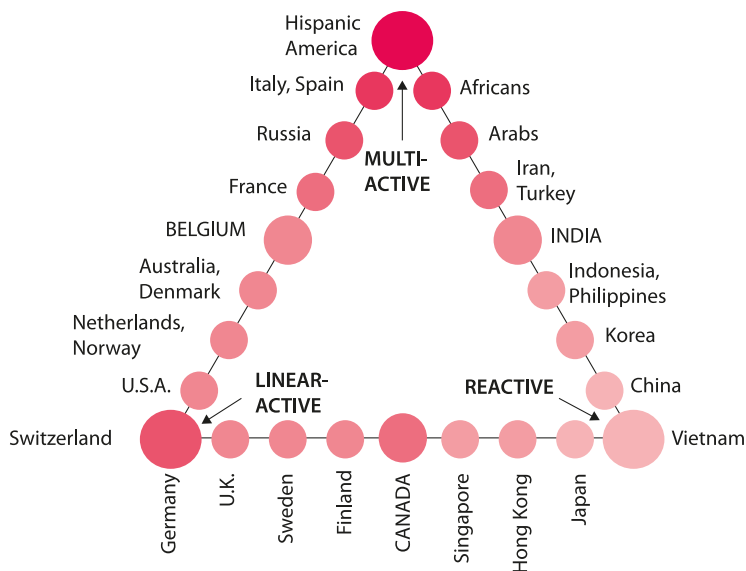 Hispanic
America
Italy, Spain
Africans
Russia
Arabs
MULTI-
ACTIVE
Iran,
Turkey
France
BELGIUM
INDIA
Australia,
Denmark
Indonesia,
Philippines
Netherlands,
Norway
Korea
U.S.A.
LINEAR-
ACTIVE
REACTIVE
China
Switzerland
Vietnam
Germany
U.K.
Sweden
Finland
CANADA
Singapore
Hong Kong
Japan